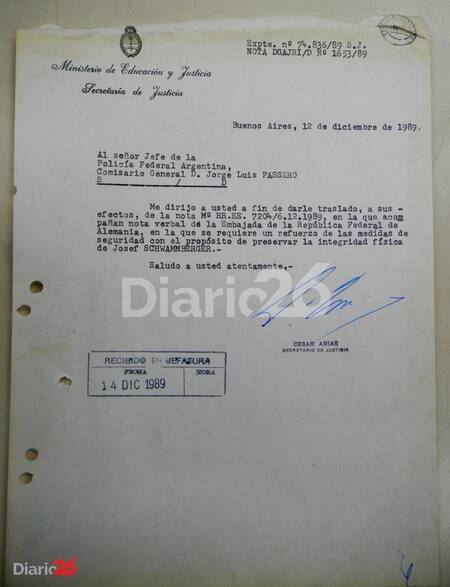 Expte. nº 74.836/89 S.J.
NOTA DGAJRI/D Nº 1653/89
Ministerio de Educación y Justicia
Secretaría de Justicia
Buenos Aires, 12 de diciembre de 1989.
Al señor Jefe de la
Policía Federal Argentina,
Comisario General D. Jorge Luis PASSERO
S / D
Me dirijo a usted a fin de darle traslado, a sus
efectos, de la nota Mº RR.EE. 7204/6.12.1989, en la que acom
pañan nota verbal de la Embajada de la República Federal de
Alemania, en la que se requiere un refuerzo de las medidas de
seguridad con el propósito de preservar la integridad física
de Josef SCHWAMMBERGER.-
Saludo a usted atentamente,-
Diario26
CESAR ARIAS
SECRETARIO DE JUSTICIA
RECIBIDO EN JEFATURA
FECHA HORA
14 DIC 1989
Diario26